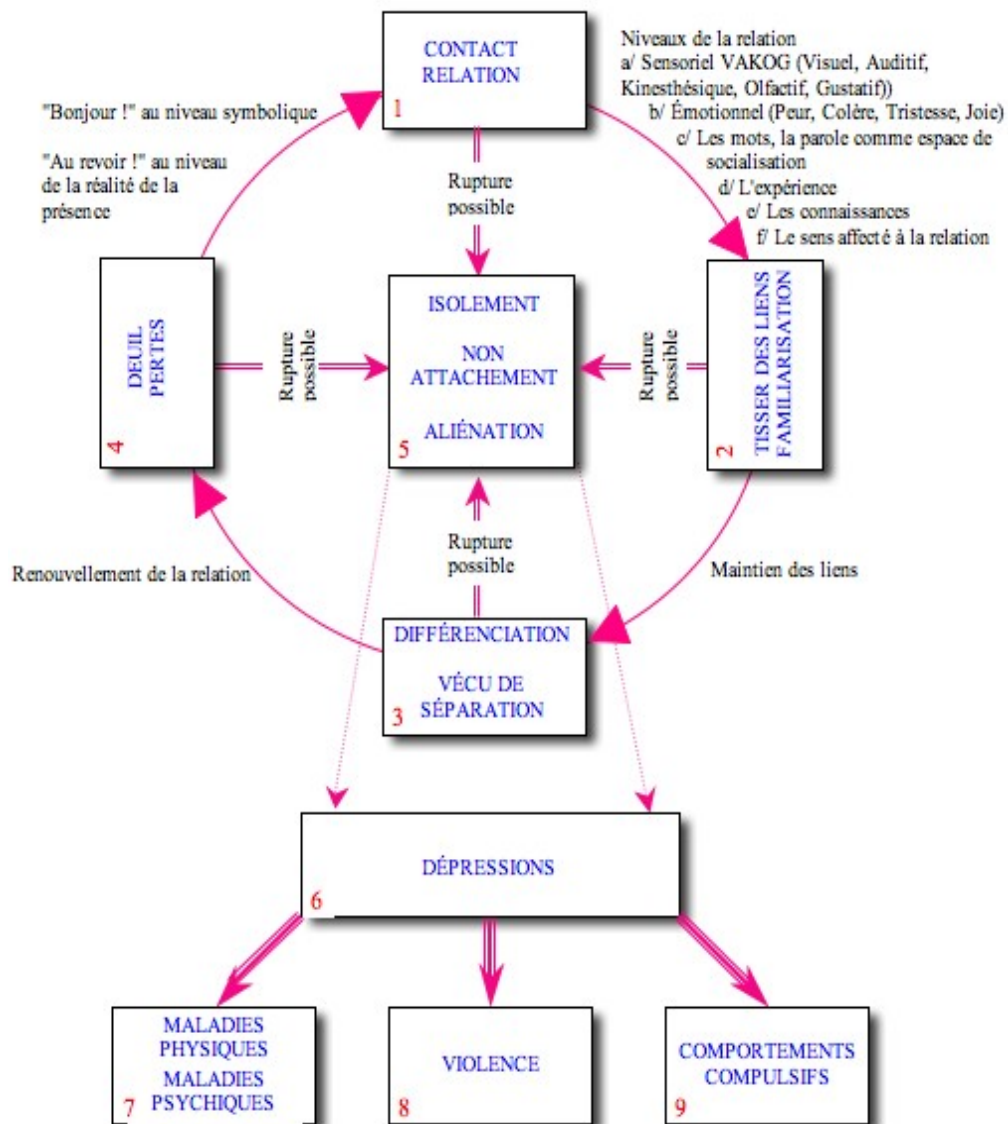 CONTACT
RELATION
1
Niveaux de la relation
a/ Sensoriel VAKOG (Visuel, Auditif,
Kinesthésique, Olfactif, Gustatif))
b/ Émotionnel (Peur, Colère, Tristesse, Joie)
c/ Les mots, la parole comme espace de
socialisation
d/ L'expérience
e/ Les connaissances
f/ Le sens affecté à la relation
"Bonjour !" au niveau symbolique
"Au revoir !" au niveau
de la réalité de la
présence
Rupture
possible
DEUIL
PERTES
4
Rupture
possible
ISOLEMENT
NON
ATTACHEMENT
ALIÉNATION
5
Rupture
possible
TISSER DES LIENS
FAMILIARISATION
2
Rupture
possible
Renouvellement de la relation
Maintien des liens
DIFFÉRENCIATION
VÉCU DE
SÉPARATION
3
DÉPRESSIONS
6
MALADIES
PHYSIQUES
MALADIES
PSYCHIQUES
7
VIOLENCE
8
COMPORTEMENTS
COMPULSIFS
9